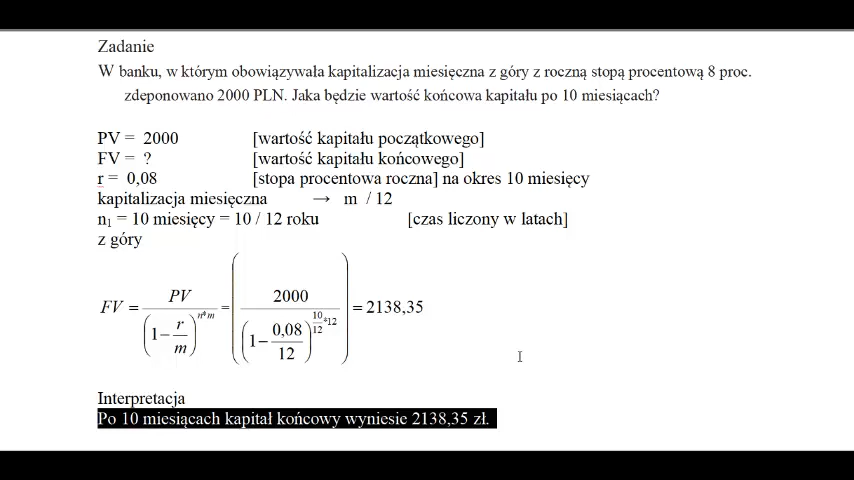 Zadanie
W banku, w którym obowiązywała kapitalizacja miesięczna z góry z roczną stopą procentową 8 proc.
zdeponowano 2000 PLN. Jaka będzie wartość końcowa kapitału po 10 miesiącach?
PV = 2000 [wartość kapitału początkowego]
FV = ? [wartość kapitału końcowego]
r = 0,08 [stopa procentowa roczna] na okres 10 miesięcy
kapitalizacja miesięczna → m / 12
n₁ = 10 miesięcy = 10 / 12 roku [czas liczony w latach]
z góry
FV = PV / (1 − r/m)^(n*m) = (2000 / (1 − 0,08/12)^(10/12*12)) = 2138,35
Interpretacja
Po 10 miesiącach kapitał końcowy wyniesie 2138,35 zł.